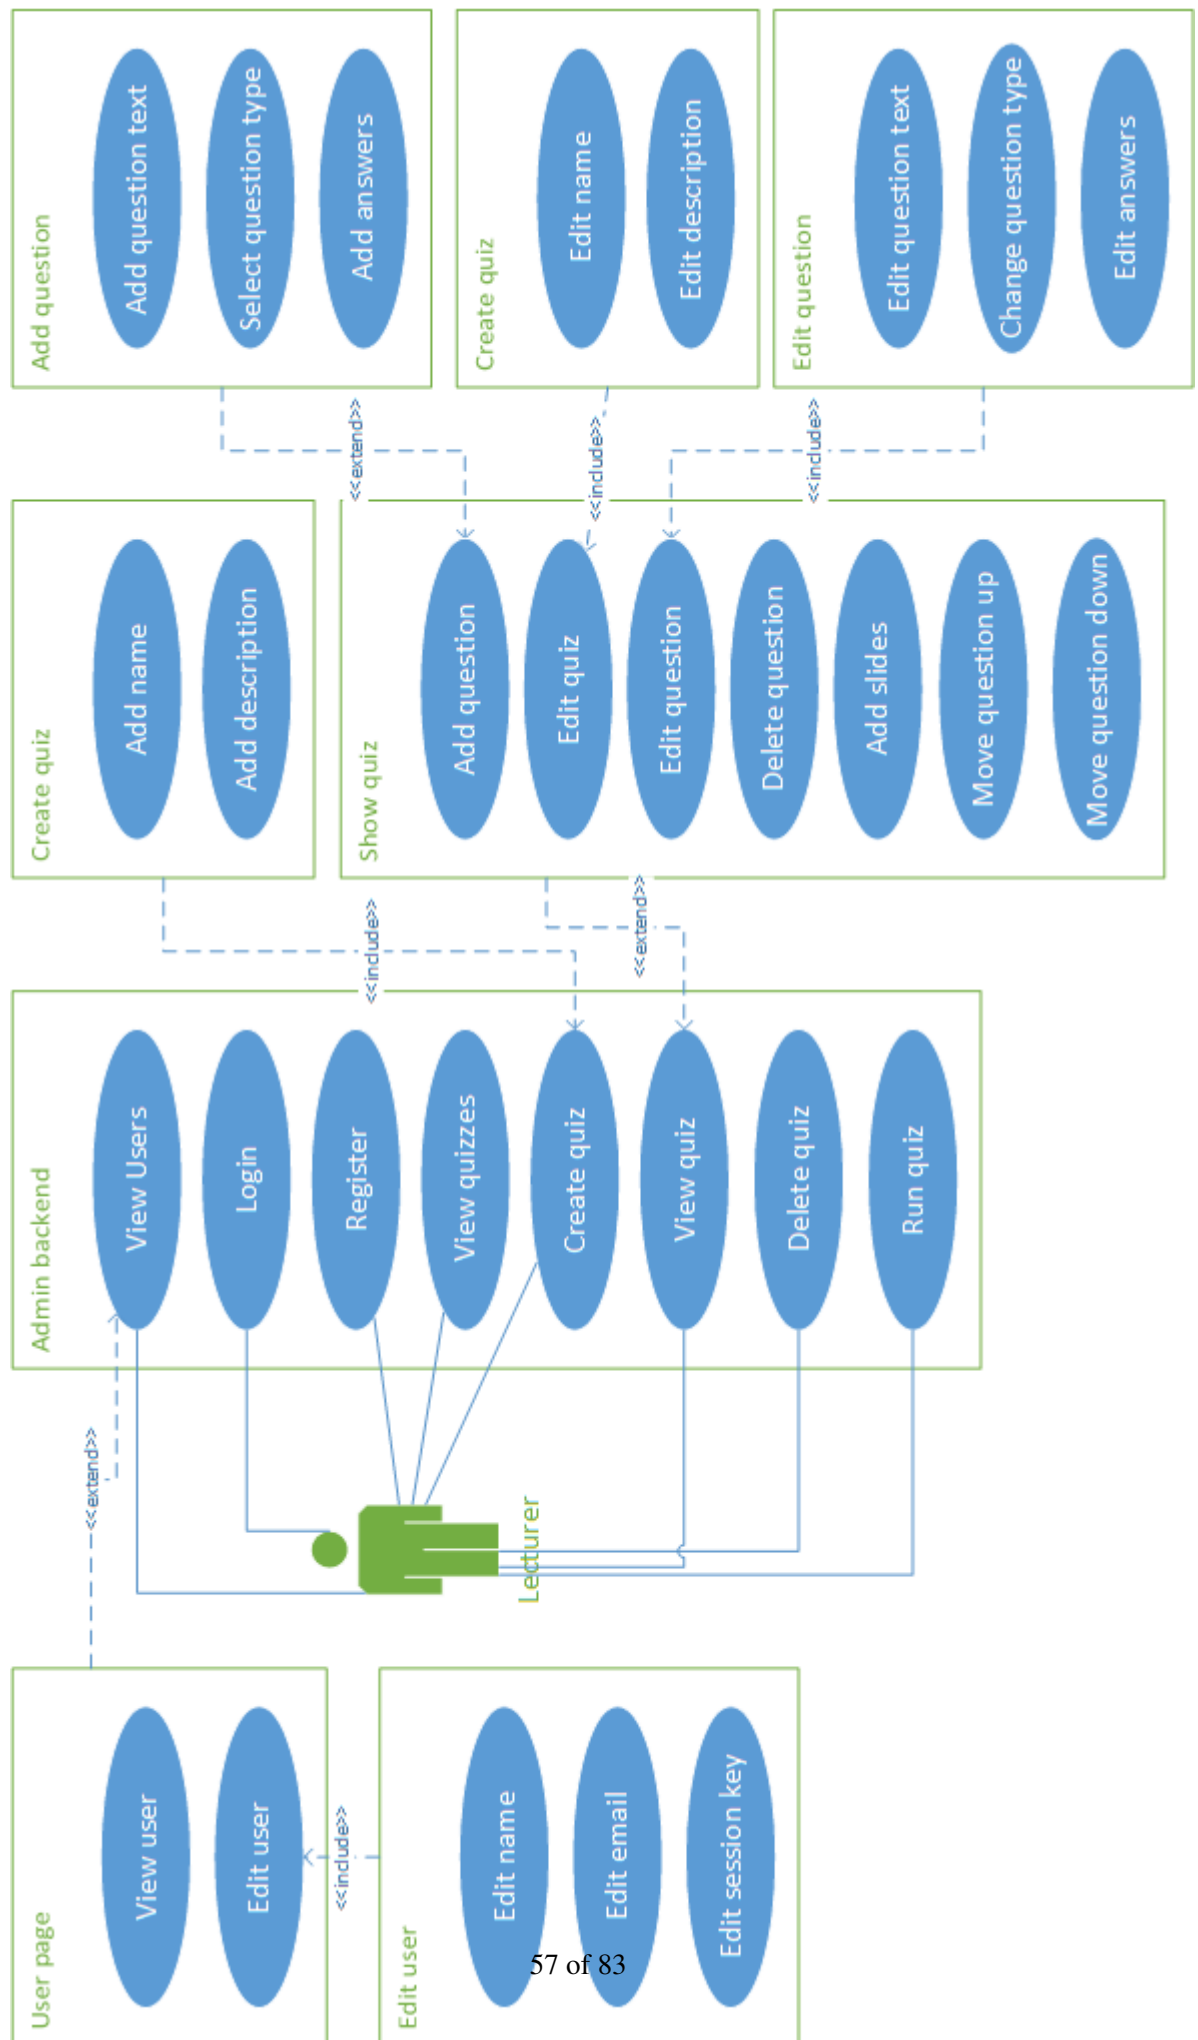 User page
View user
Edit user
<<include>>
Edit user
Edit name
Edit email
Edit session key
<<extend>>
Lecturer
Admin backend
View Users
Login
Register
View quizzes
Create quiz
View quiz
Delete quiz
Run quiz
<<include>>
<<extend>>
Create quiz
Add name
Add description
Show quiz
Add question
Edit quiz
Edit question
Delete question
Add slides
Move question up
Move question down
<<extend>>
<<include>>
<<include>>
Add question
Add question text
Select question type
Add answers
Create quiz
Edit name
Edit description
Edit question
Edit question text
Change question type
Edit answers
57 of 83